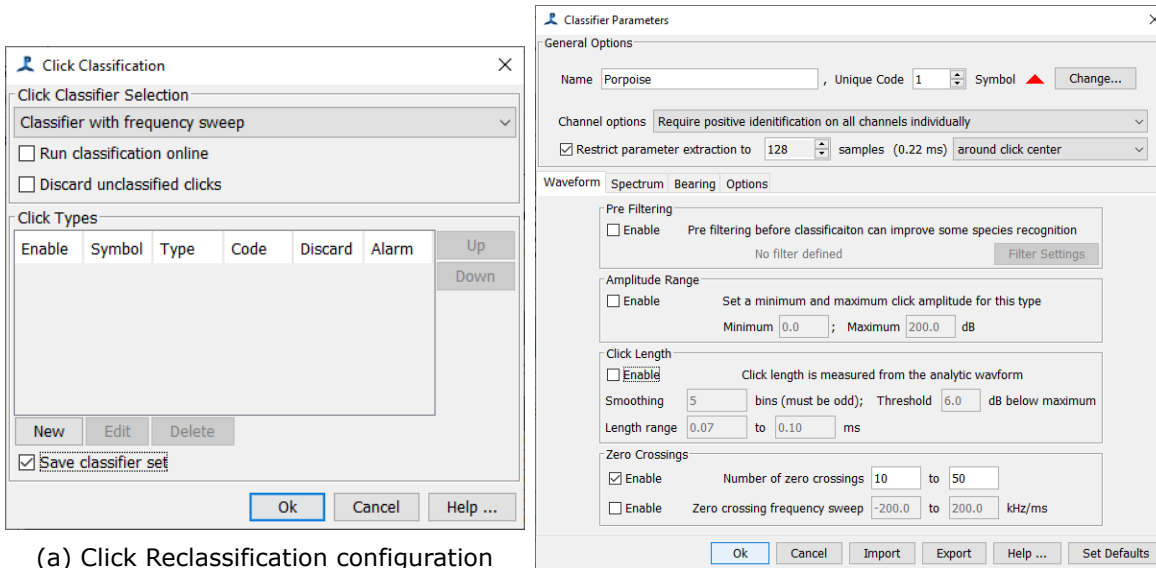 Click Classification
Click Classifier Selection
Classifier with frequency sweep
Run classification online
Discard unclassified clicks
Click Types
Enable Symbol Type Code Discard Alarm
Up
Down
New Edit Delete
Save classifier set
Ok Cancel Help ...
(a) Click Reclassification configuration
Classifier Parameters
General Options
Name Porpoise , Unique Code 1 Symbol Change...
Channel options Require positive idenitification on all channels individually
Restrict parameter extraction to 128 samples (0.22 ms) around click center
Waveform Spectrum Bearing Options
Pre Filtering
Enable Pre filtering before classificaiton can improve some species recognition
No filter defined Filter Settings
Amplitude Range
Enable Set a minimum and maximum click amplitude for this type
Minimum 0.0 ; Maximum 200.0 dB
Click Length
Enable Click length is measured from the analytic wavform
Smoothing 5 bins (must be odd); Threshold 6.0 dB below maximum
Length range 0.07 to 0.10 ms
Zero Crossings
Enable Number of zero crossings 10 to 50
Enable Zero crossing frequency sweep -200.0 to 200.0 kHz/ms
Ok Cancel Import Export Help ... Set Defaults